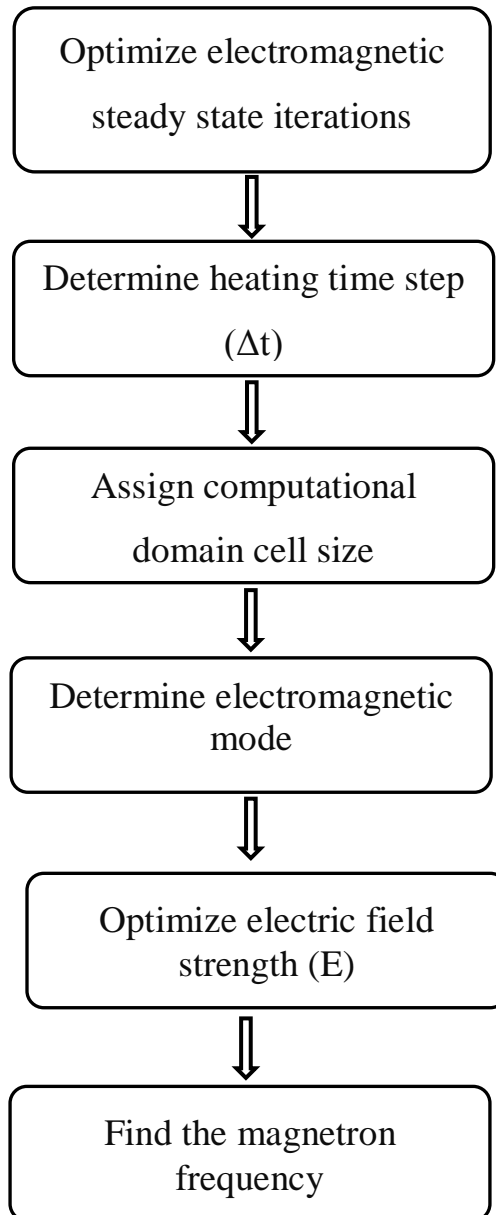 Optimize electromagnetic
steady state iterations
Determine heating time step
(Δt)
Assign computational
domain cell size
Determine electromagnetic
mode
Optimize electric field
strength (E)
Find the magnetron
frequency